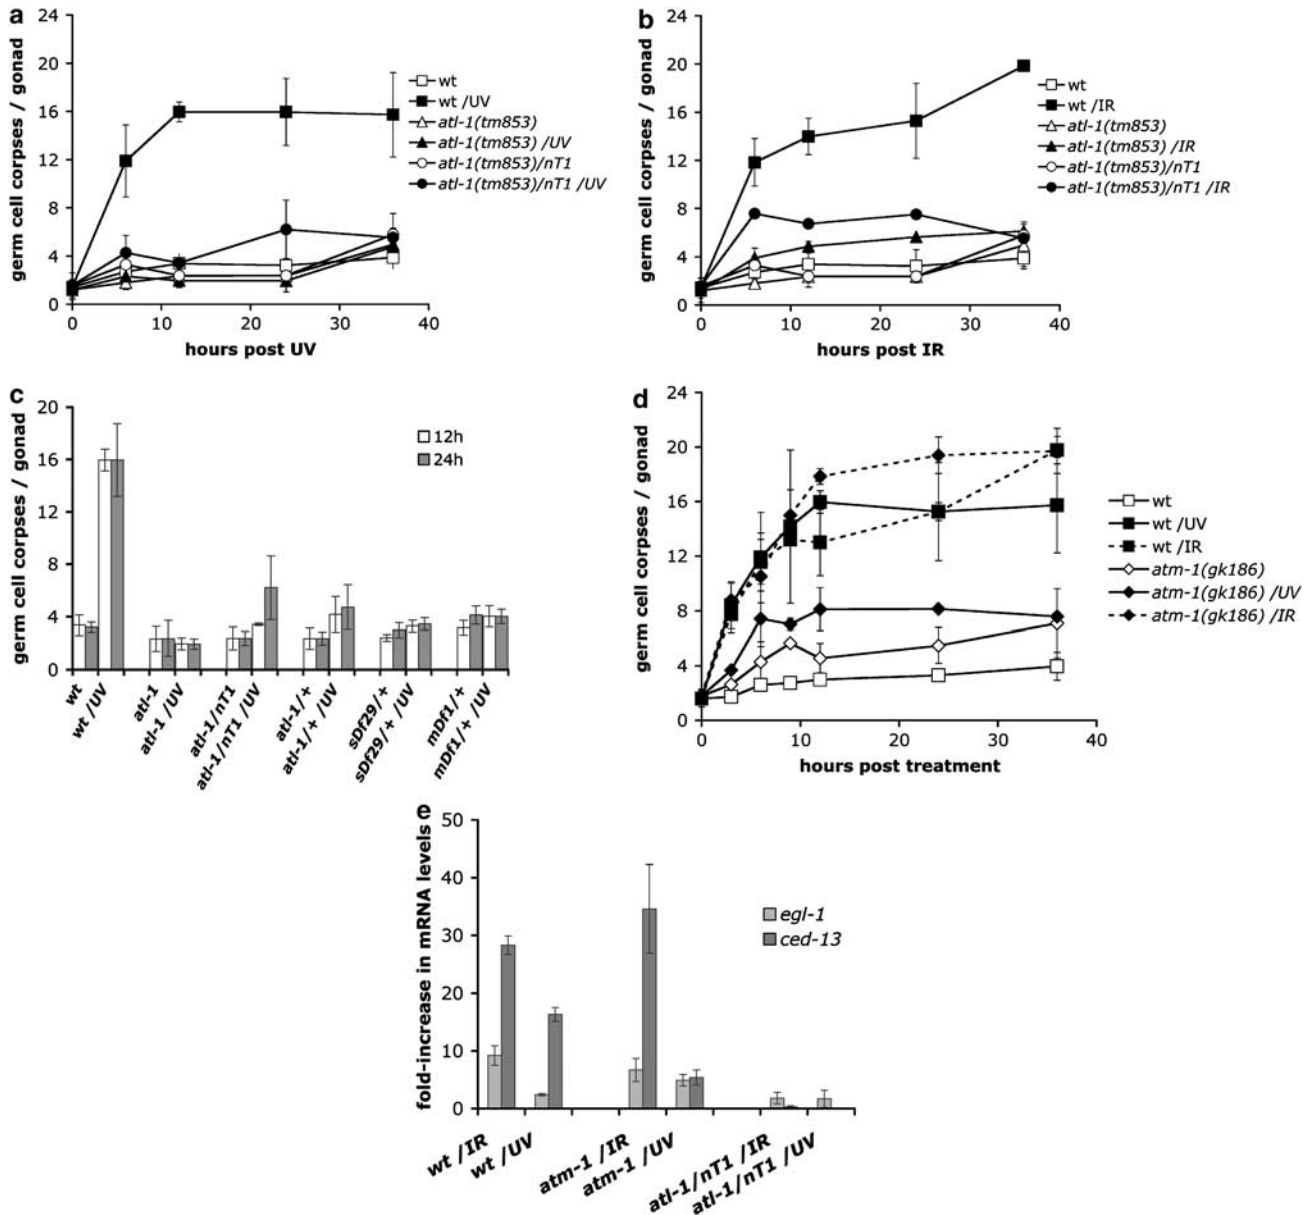 a
germ cell corpses / gonad
24
20
16
12
8
4
0
0 10 20 30 40
hours post UV
wt
wt /UV
atl-1(tm853)
atl-1(tm853) /UV
atl-1(tm853)/nT1
atl-1(tm853)/nT1 /UV
b
germ cell corpses / gonad
24
20
16
12
8
4
0
0 10 20 30 40
hours post IR
wt
wt /IR
atl-1(tm853)
atl-1(tm853) /IR
atl-1(tm853)/nT1
atl-1(tm853)/nT1 /IR
c
germ cell corpses / gonad
20
16
12
8
4
0
12h
24h
wt
wt /UV
atl-1
atl-1 /UV
atl-1/nT1
atl-1/nT1 /UV
atl-1/+
atl-1/+ /UV
sDf29/+
sDf29/+ /UV
mDf1/+
mDf1/+ /UV
d
germ cell corpses / gonad
24
20
16
12
8
4
0
0 10 20 30 40
hours post treatment
wt
wt /UV
wt /IR
atm-1(gk186)
atm-1(gk186) /UV
atm-1(gk186) /IR
e
fold-increase in mRNA levels
50
40
30
20
10
0
egl-1
ced-13
wt /IR
wt /UV
atm-1 /IR
atm-1 /UV
atl-1/nT1 /IR
atl-1/nT1 /UV